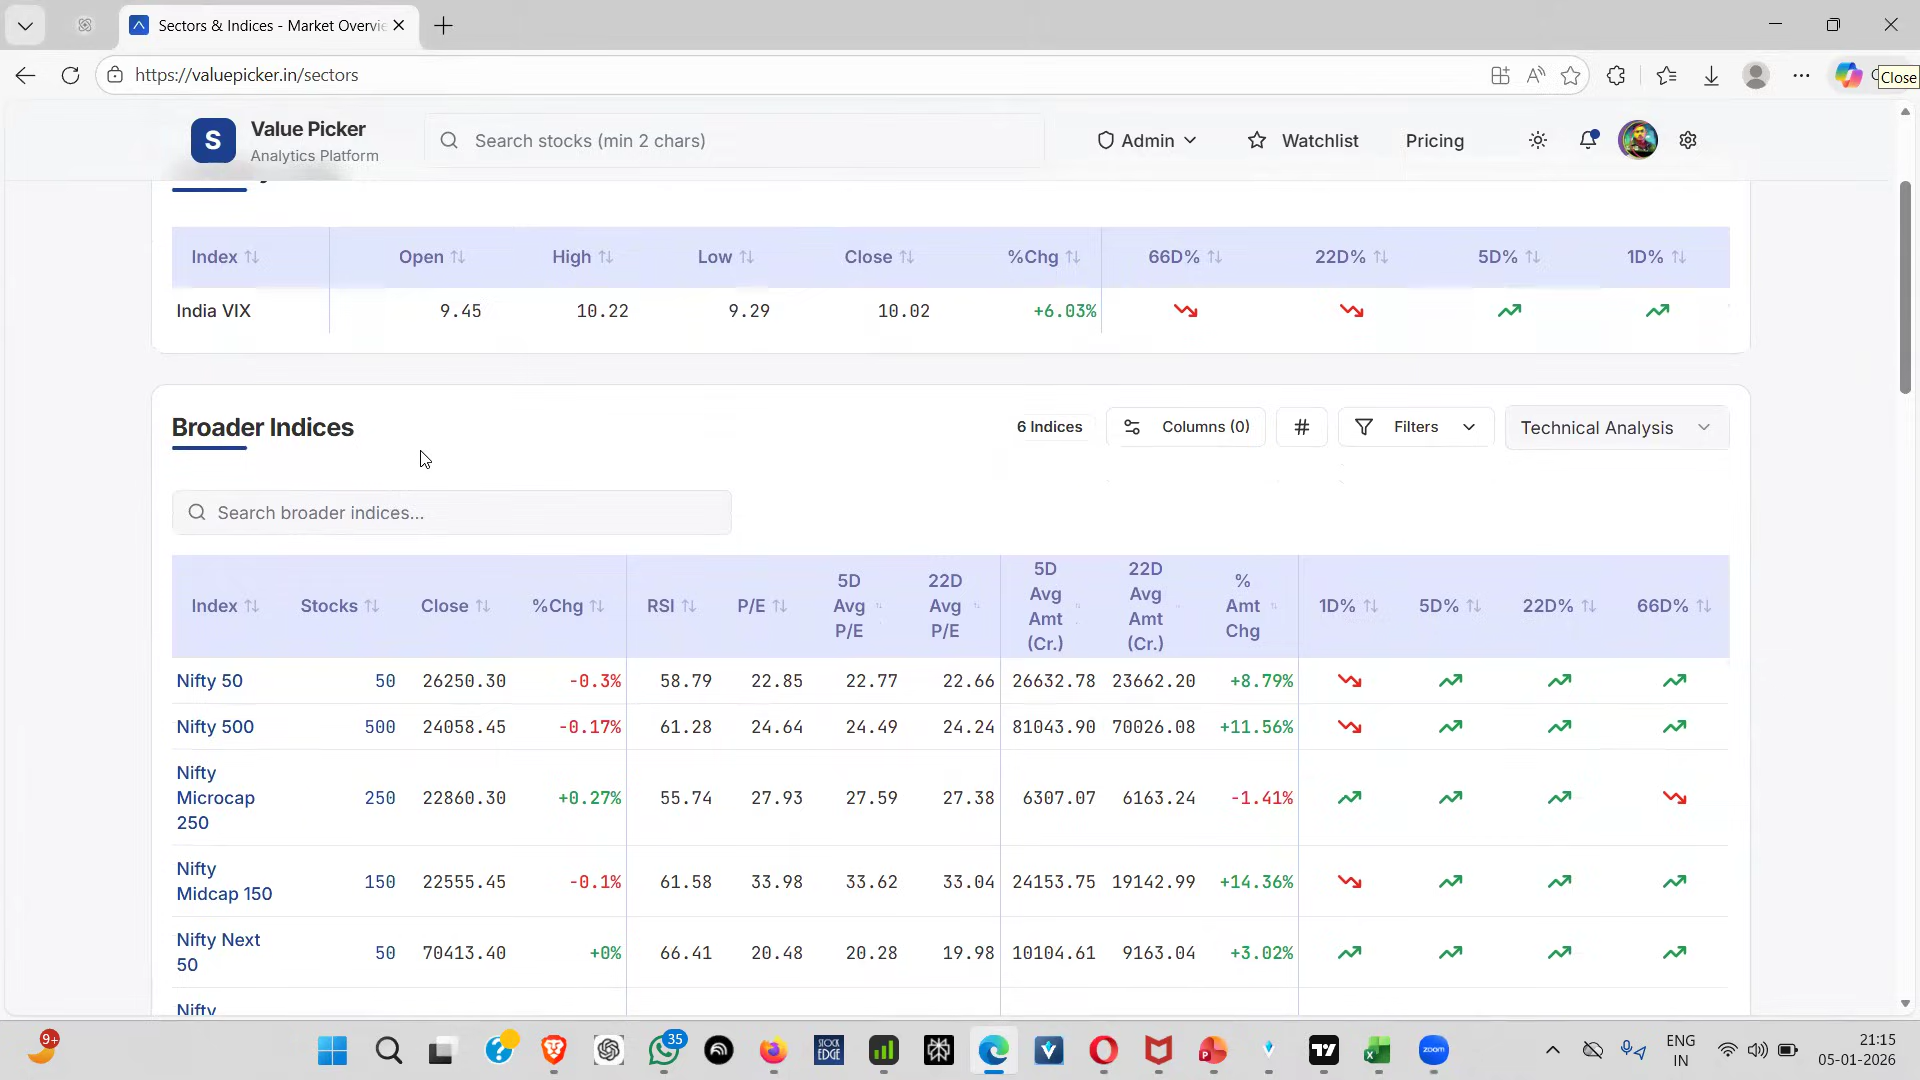 Sectors & Indices - Market Overvie
https://valuepicker.in/sectors
Close
S
Value Picker
Analytics Platform
Search stocks (min 2 chars)
Admin
Watchlist
Pricing
Index Open High Low Close %Chg 66D% 22D% 5D% 1D%
India VIX 9.45 10.22 9.29 10.02 +6.03%
Broader Indices
6 Indices
Columns (0)
#
Filters
Technical Analysis
Search broader indices...
Index Stocks Close %Chg RSI P/E 5D Avg P/E 22D Avg P/E 5D Avg Amt (Cr.) 22D Avg Amt (Cr.) % Amt Chg 1D% 5D% 22D% 66D%
Nifty 50 50 26250.30 -0.3% 58.79 22.85 22.77 22.66 26632.78 23662.20 +8.79%
Nifty 500 500 24058.45 -0.17% 61.28 24.64 24.49 24.24 81043.90 70026.08 +11.56%
Nifty Microcap 250 250 22860.30 +0.27% 55.74 27.93 27.59 27.38 6307.07 6163.24 -1.41%
Nifty Midcap 150 150 22555.45 -0.1% 61.58 33.98 33.62 33.04 24153.75 19142.99 +14.36%
Nifty Next 50 50 70413.40 +0% 66.41 20.48 20.28 19.98 10104.61 9163.04 +3.02%
Nifty
9+
35
STOCK EDGE
zoom
ENG
IN
21:15
05-01-2026